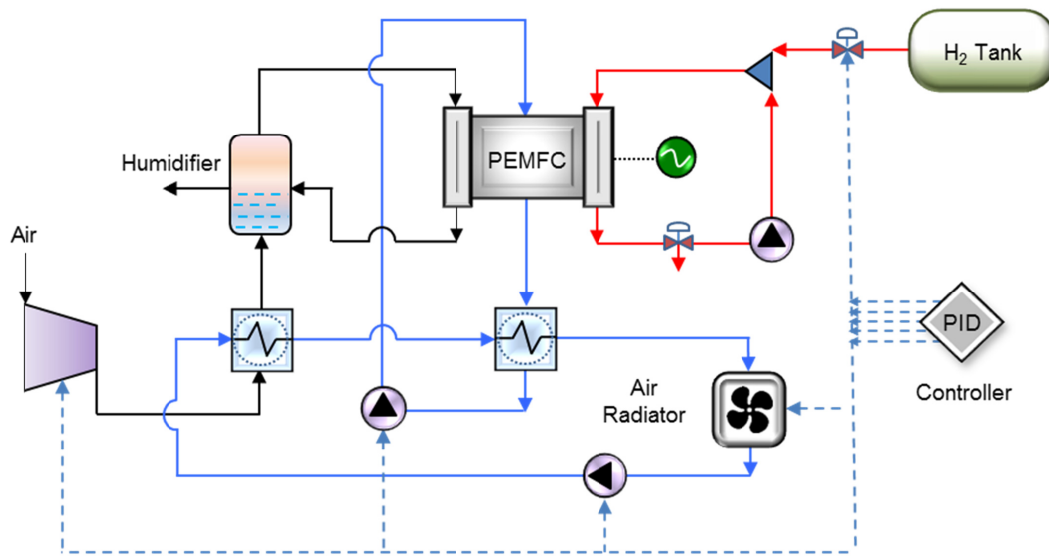 H₂ Tank
PEMFC
Humidifier
Air
PID
Air
Radiator
Controller